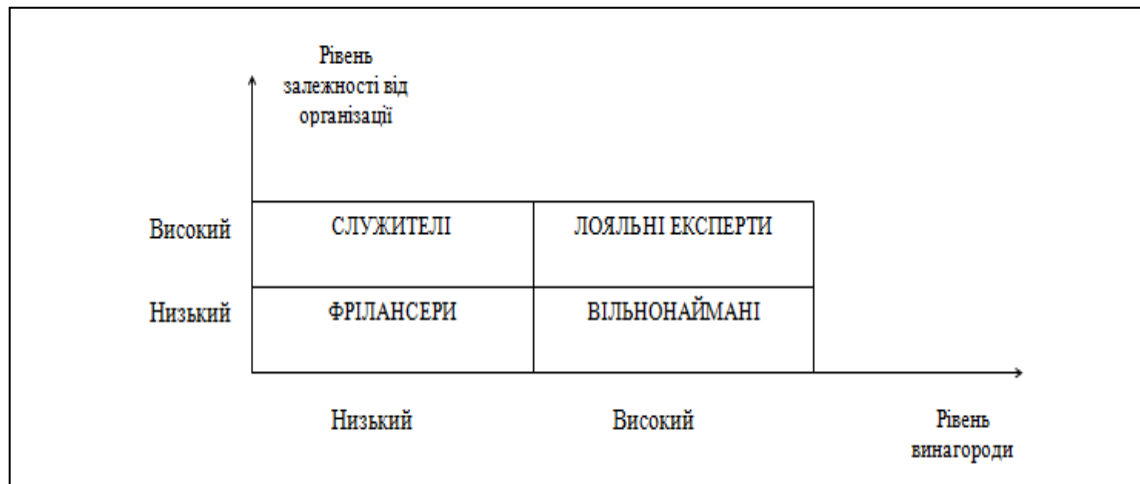 Рівень
залежності від
організації
Високий
СЛУЖИТЕЛІ
ЛОЯЛЬНІ ЕКСПЕРТИ
Низький
ФРІЛАНСЕРИ
ВІЛЬНОНАЙМАНІ
Низький
Високий
Рівень
винагороди